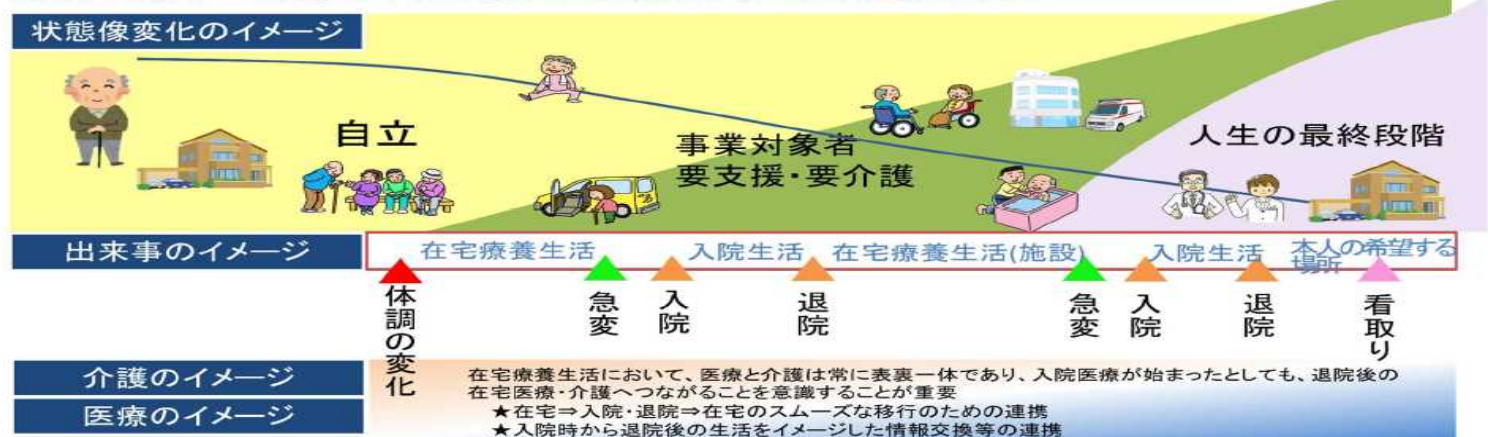 状態像変化のイメージ
自立
事業対象者
要支援・要介護
人生の最終段階
出来事のイメージ
在宅療養生活
入院生活
在宅療養生活(施設)
入院生活
本人の希望する
場所
体調の変化
急変
入院
退院
急変
入院
退院
看取り
介護のイメージ
医療のイメージ
在宅療養生活において、医療と介護は常に表裏一体であり、入院医療が始まったとしても、退院後の
在宅医療・介護へつながることを意識することが重要
★在宅⇒入院・退院⇒在宅のスムーズな移行のための連携
★入院時から退院後の生活をイメージした情報交換等の連携